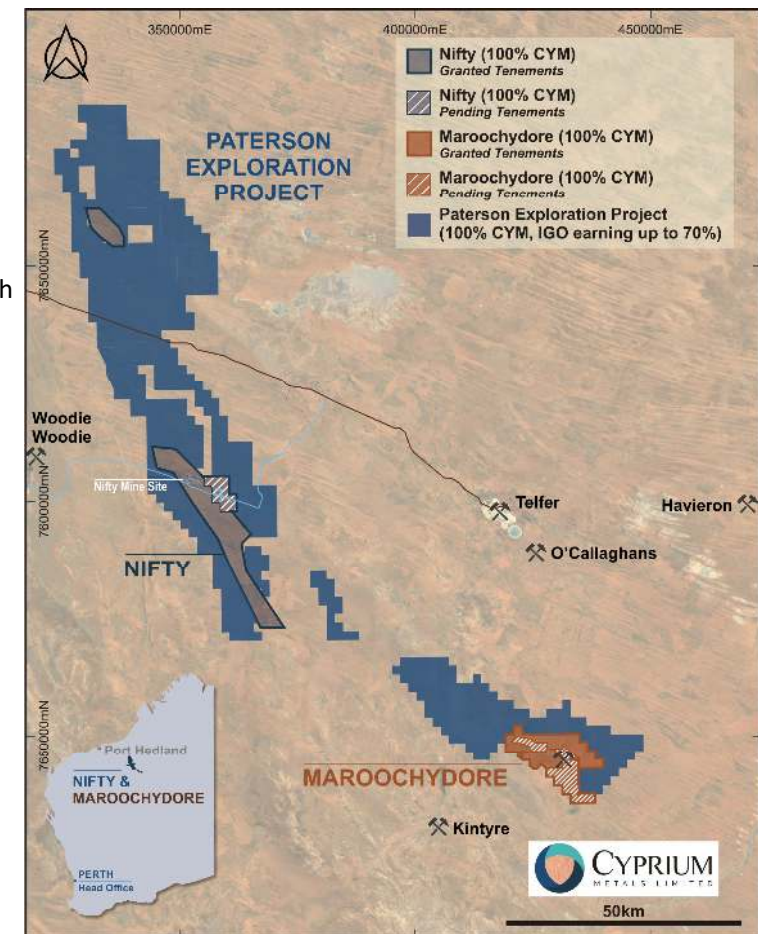 350000mE
400000mE
450000mE
Nifty (100% CYM)
Granted Tenements
Nifty (100% CYM)
Pending Tenements
Maroochydore (100% CYM)
Granted Tenements
Maroochydore (100% CYM)
Pending Tenements
Paterson Exploration Project
(100% CYM, IGO earning up to 70%)
PATERSON
EXPLORATION
PROJECT
7650000mN
h
Woodie
Woodie
Nifty Mine Site
7600000mN
Telfer
Havieron
O'Callaghans
NIFTY
7650000mN
Port Hedland
NIFTY &
MAROOCHYDORE
PERTH
Head Office
MAROOCHYDORE
Kintyre
CYPRIUM
METALS LIMITED
50km